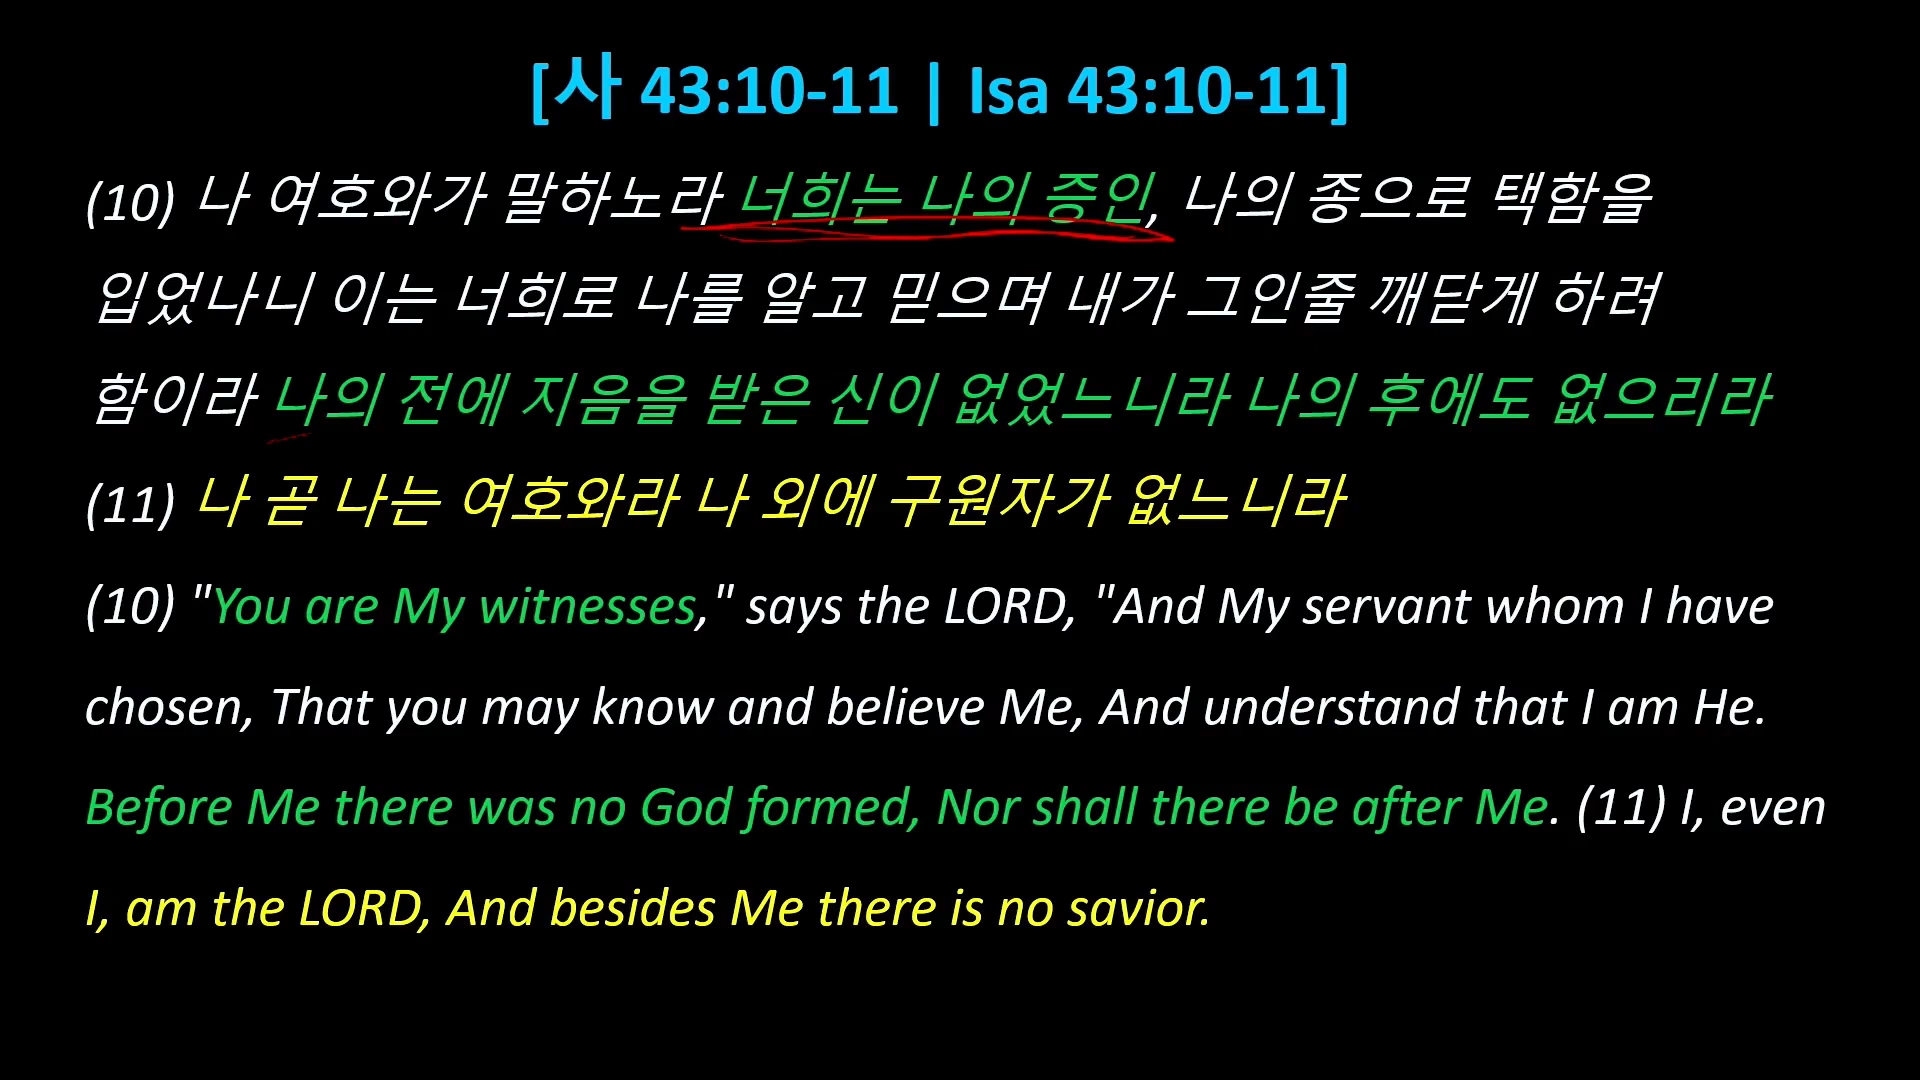 [사 43:10-11 | Isa 43:10-11]
(10) 나 여호와가 말하노라 너희는 나의 증인, 나의 종으로 택함을
입었나니 이는 너희로 나를 알고 믿으며 내가 그인줄 깨닫게 하려
함이라 나의 전에 지음을 받은 신이 없었느니라 나의 후에도 없으리라
(11) 나 곧 나는 여호와라 나 외에 구원자가 없느니라
(10) "You are My witnesses," says the LORD, "And My servant whom I have
chosen, That you may know and believe Me, And understand that I am He.
Before Me there was no God formed, Nor shall there be after Me. (11) I, even
I, am the LORD, And besides Me there is no savior.